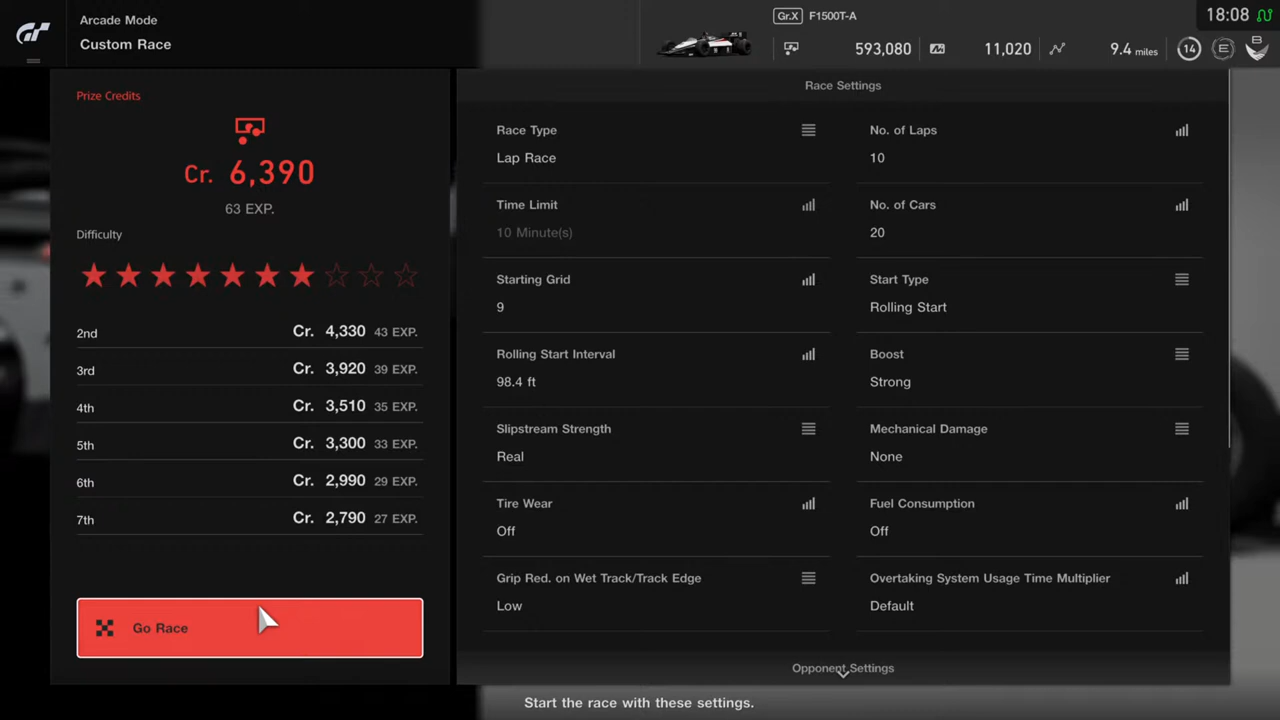 Arcade Mode
Custom Race
Gr.X F1500T-A
593,080 11,020 9.4 miles 14 E B
18:08
Prize Credits
Cr. 6,390
63 EXP.
Difficulty
2nd Cr. 4,330 43 EXP.
3rd Cr. 3,920 39 EXP.
4th Cr. 3,510 35 EXP.
5th Cr. 3,300 33 EXP.
6th Cr. 2,990 29 EXP.
7th Cr. 2,790 27 EXP.
Go Race
Race Settings
Race Type
Lap Race
No. of Laps
10
Time Limit
10 Minute(s)
No. of Cars
20
Starting Grid
9
Start Type
Rolling Start
Rolling Start Interval
98.4 ft
Boost
Strong
Slipstream Strength
Real
Mechanical Damage
None
Tire Wear
Off
Fuel Consumption
Off
Grip Red. on Wet Track/Track Edge
Low
Overtaking System Usage Time Multiplier
Default
Opponent Settings
Start the race with these settings.